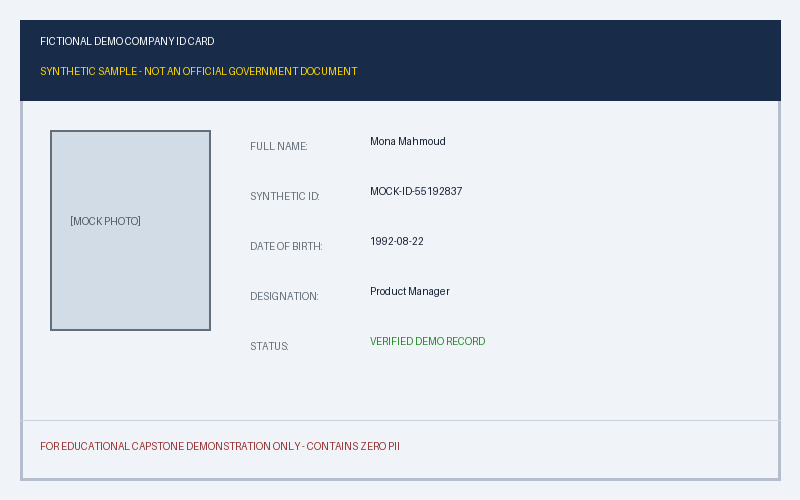 FICTIONAL DEMO COMPANY ID CARD
SYNTHETIC SAMPLE - NOT AN OFFICIAL GOVERNMENT DOCUMENT
[MOCK PHOTO]
FULL NAME: Mona Mahmoud
SYNTHETIC ID: MOCK-ID-55192837
DATE OF BIRTH: 1992-08-22
DESIGNATION: Product Manager
STATUS: VERIFIED DEMO RECORD
FOR EDUCATIONAL CAPSTONE DEMONSTRATION ONLY - CONTAINS ZERO PII